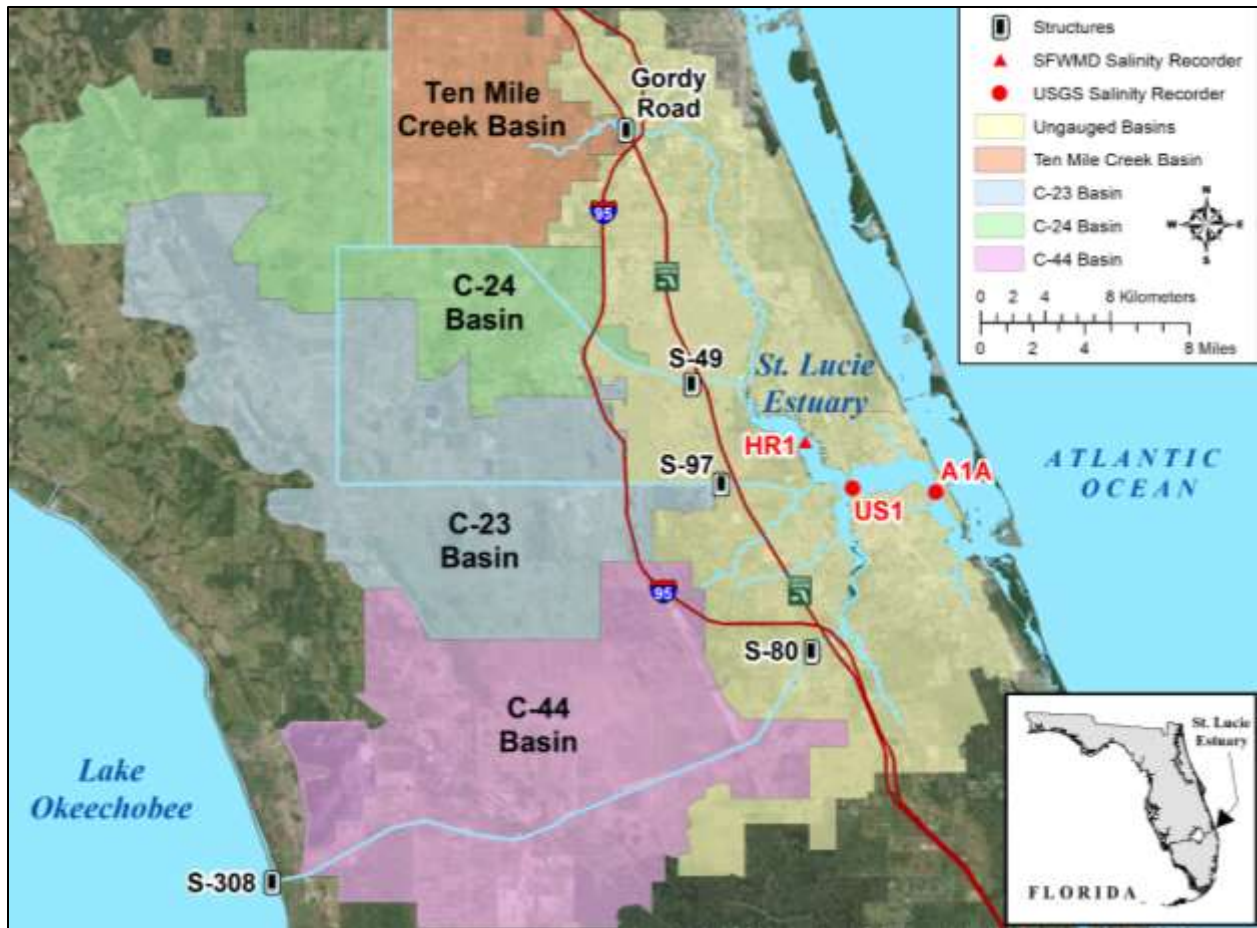 Structures
SFWMD Salinity Recorder
USGS Salinity Recorder
Ungauged Basins
Ten Mile Creek Basin
C-23 Basin
C-24 Basin
C-44 Basin
N
W
E
S
0 2 4 8 Kilometers
0 2 4 8 Miles
Gordy
Road
Ten Mile
Creek Basin
95
C-24
Basin
S-49
St. Lucie
Estuary
HR1
A1A
ATLANTIC
OCEAN
S-97
US1
C-23
Basin
95
S-80
C-44
Basin
Lake
Okeechobee
S-308
St. Lucie
Estuary
FLORIDA